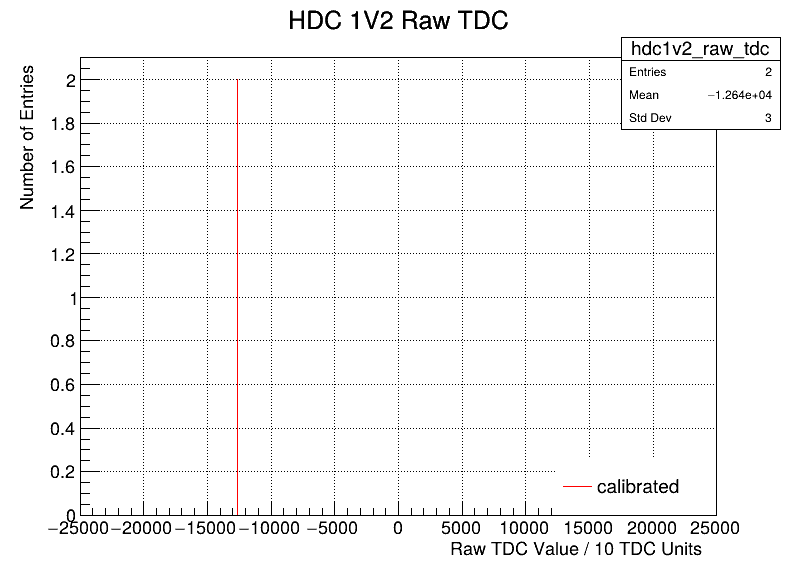 HDC 1V2 Raw TDC
hdc1v2_raw_tdc
Entries 2
Mean −1.264e+04
Std Dev 3
Number of Entries
2
1.8
1.6
1.4
1.2
1
0.8
0.6
0.4
0.2
0
calibrated
−25000 −20000 −15000 −10000 −5000 0 5000 10000 15000 20000 25000
Raw TDC Value / 10 TDC Units